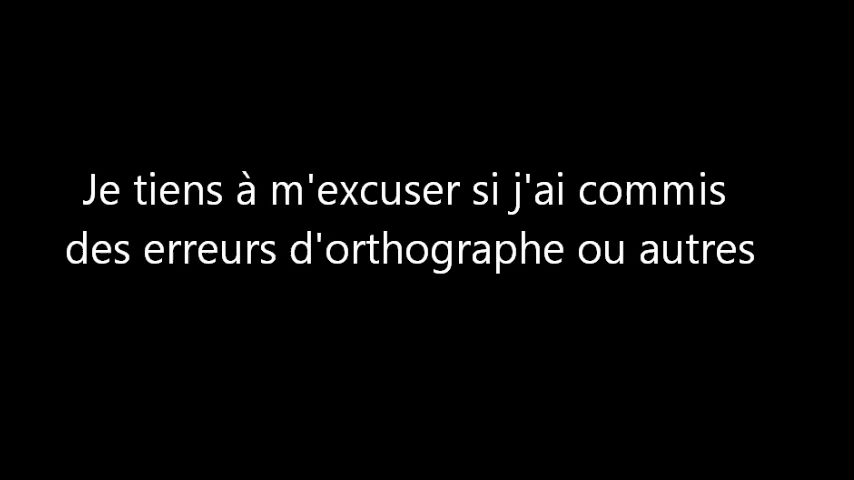 Je tiens à m'excuser si j'ai commis
des erreurs d'orthographe ou autres